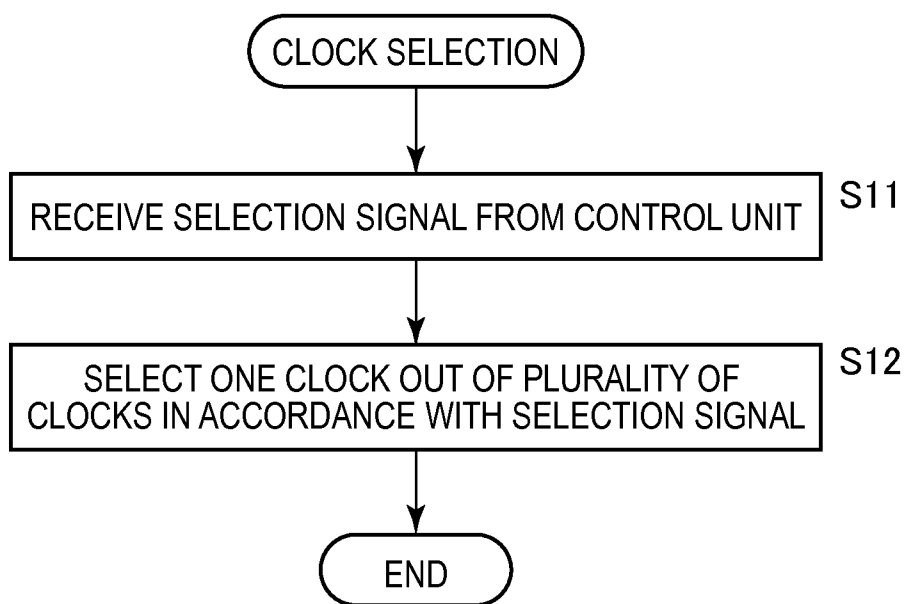 CLOCK SELECTION
RECEIVE SELECTION SIGNAL FROM CONTROL UNIT
S11
SELECT ONE CLOCK OUT OF PLURALITY OF
CLOCKS IN ACCORDANCE WITH SELECTION SIGNAL
S12
END